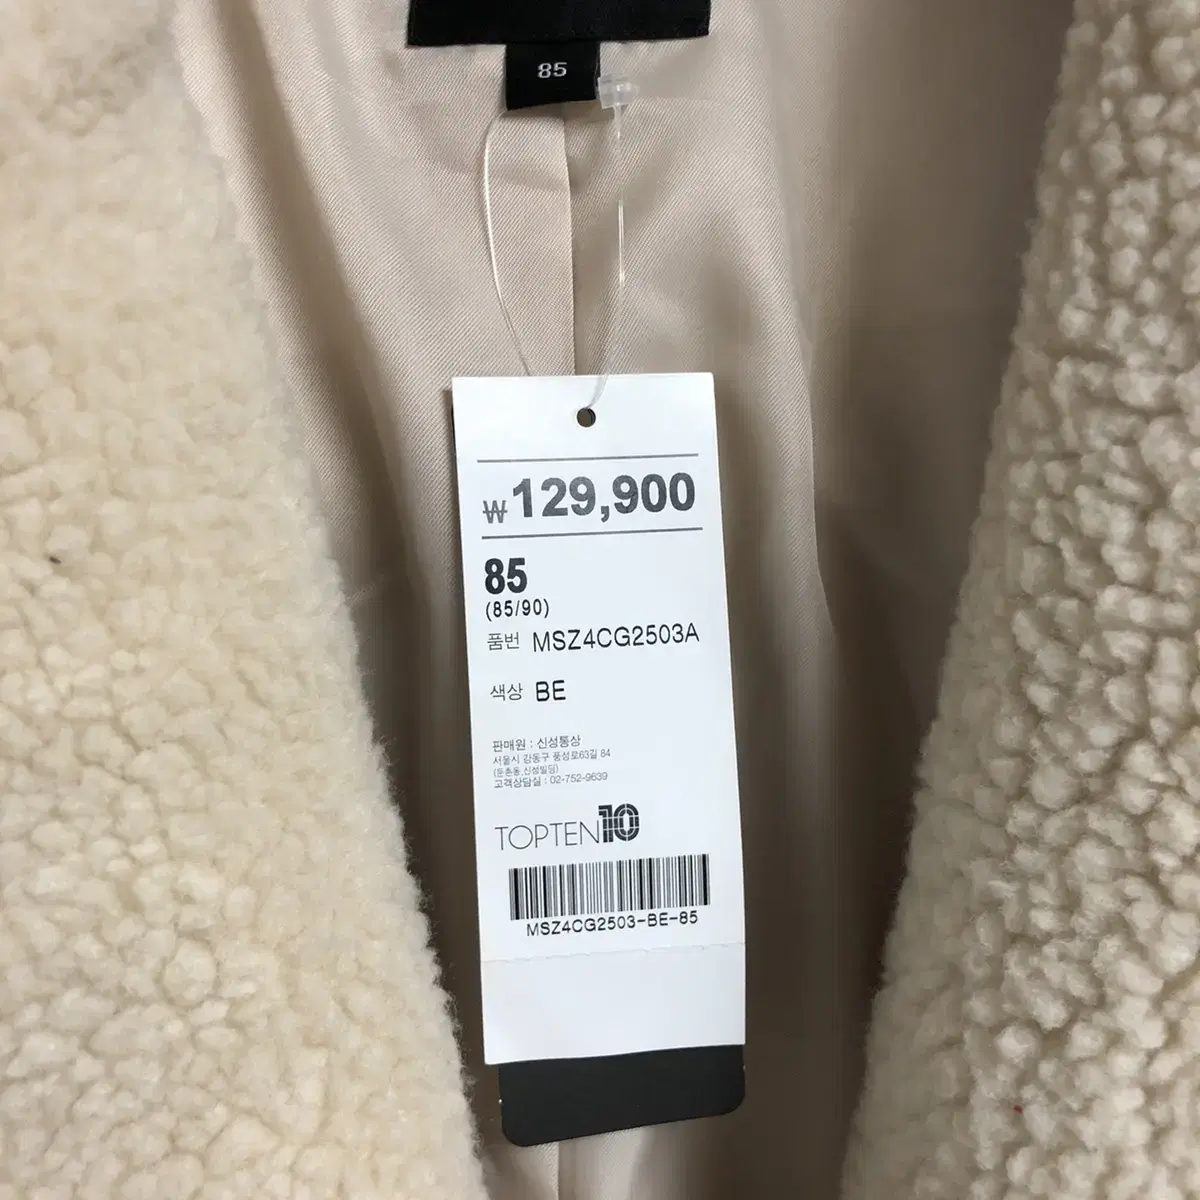 85
₩129,900
85
(85/90)
품번 MSZ4CG2503A
색상 BE
판매원 : 신성통상
서울시 강동구 풍성로63길 84
(둔촌동,신성빌딩)
고객상담실 : 02-752-9639
TOPTEN10
MSZ4CG2503-BE-85